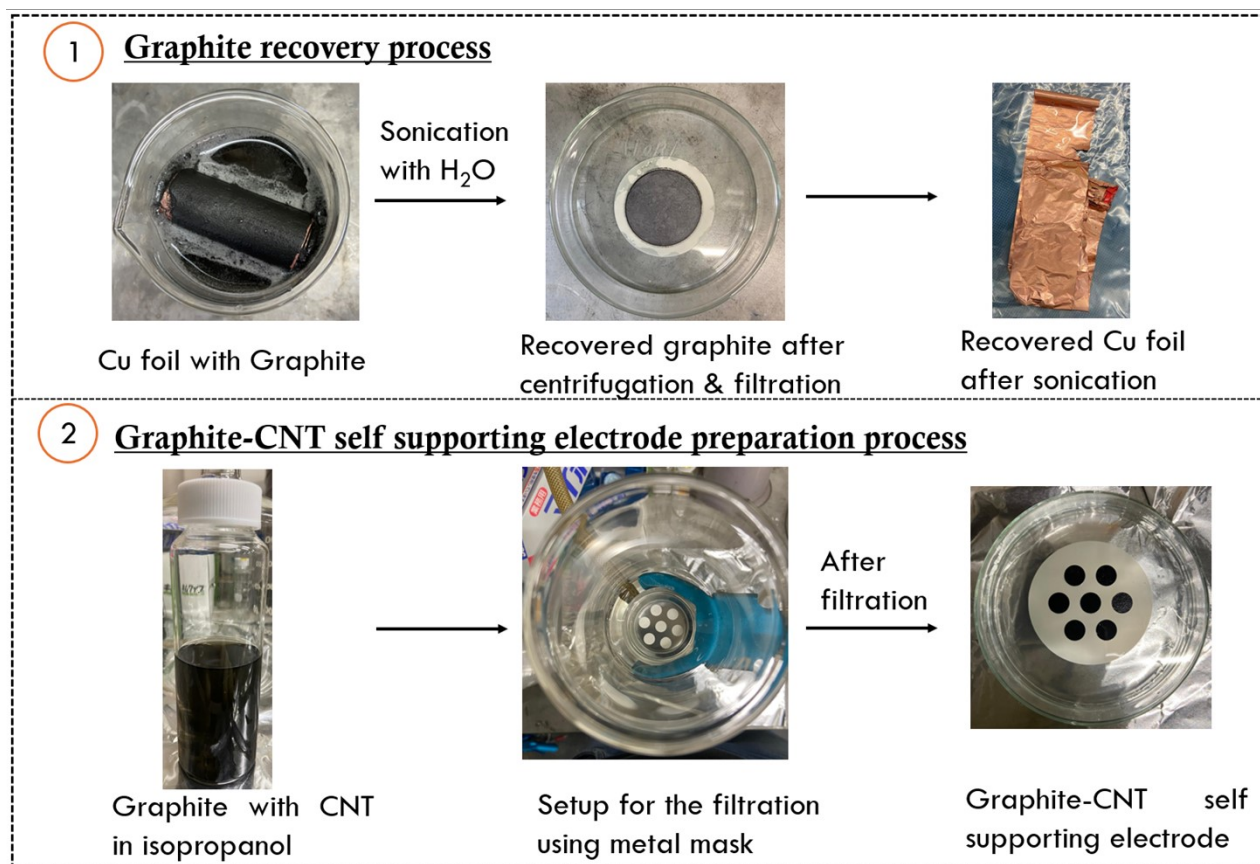 1
Graphite recovery process
Sonication
with H₂O
Cu foil with Graphite
Recovered graphite after
centrifugation & filtration
Recovered Cu foil
after sonication
2
Graphite-CNT self supporting electrode preparation process
After
filtration
Graphite with CNT
in isopropanol
Setup for the filtration
using metal mask
Graphite-CNT self
supporting electrode